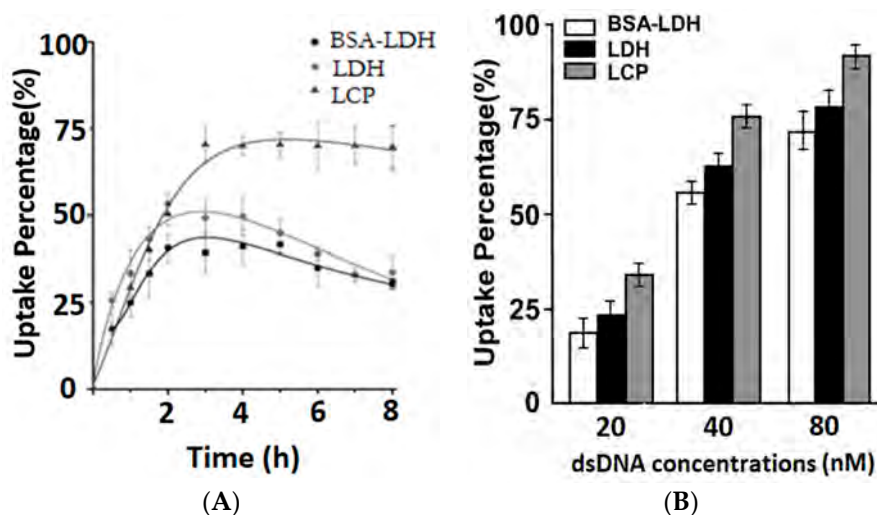 Uptake Percentage(%)
100
75
50
25
0
BSA-LDH
LDH
LCP
2
4
6
8
Time (h)
(A)
Uptake Percentage(%)
100
75
50
25
0
BSA-LDH
LDH
LCP
20
40
80
dsDNA concentrations (nM)
(B)